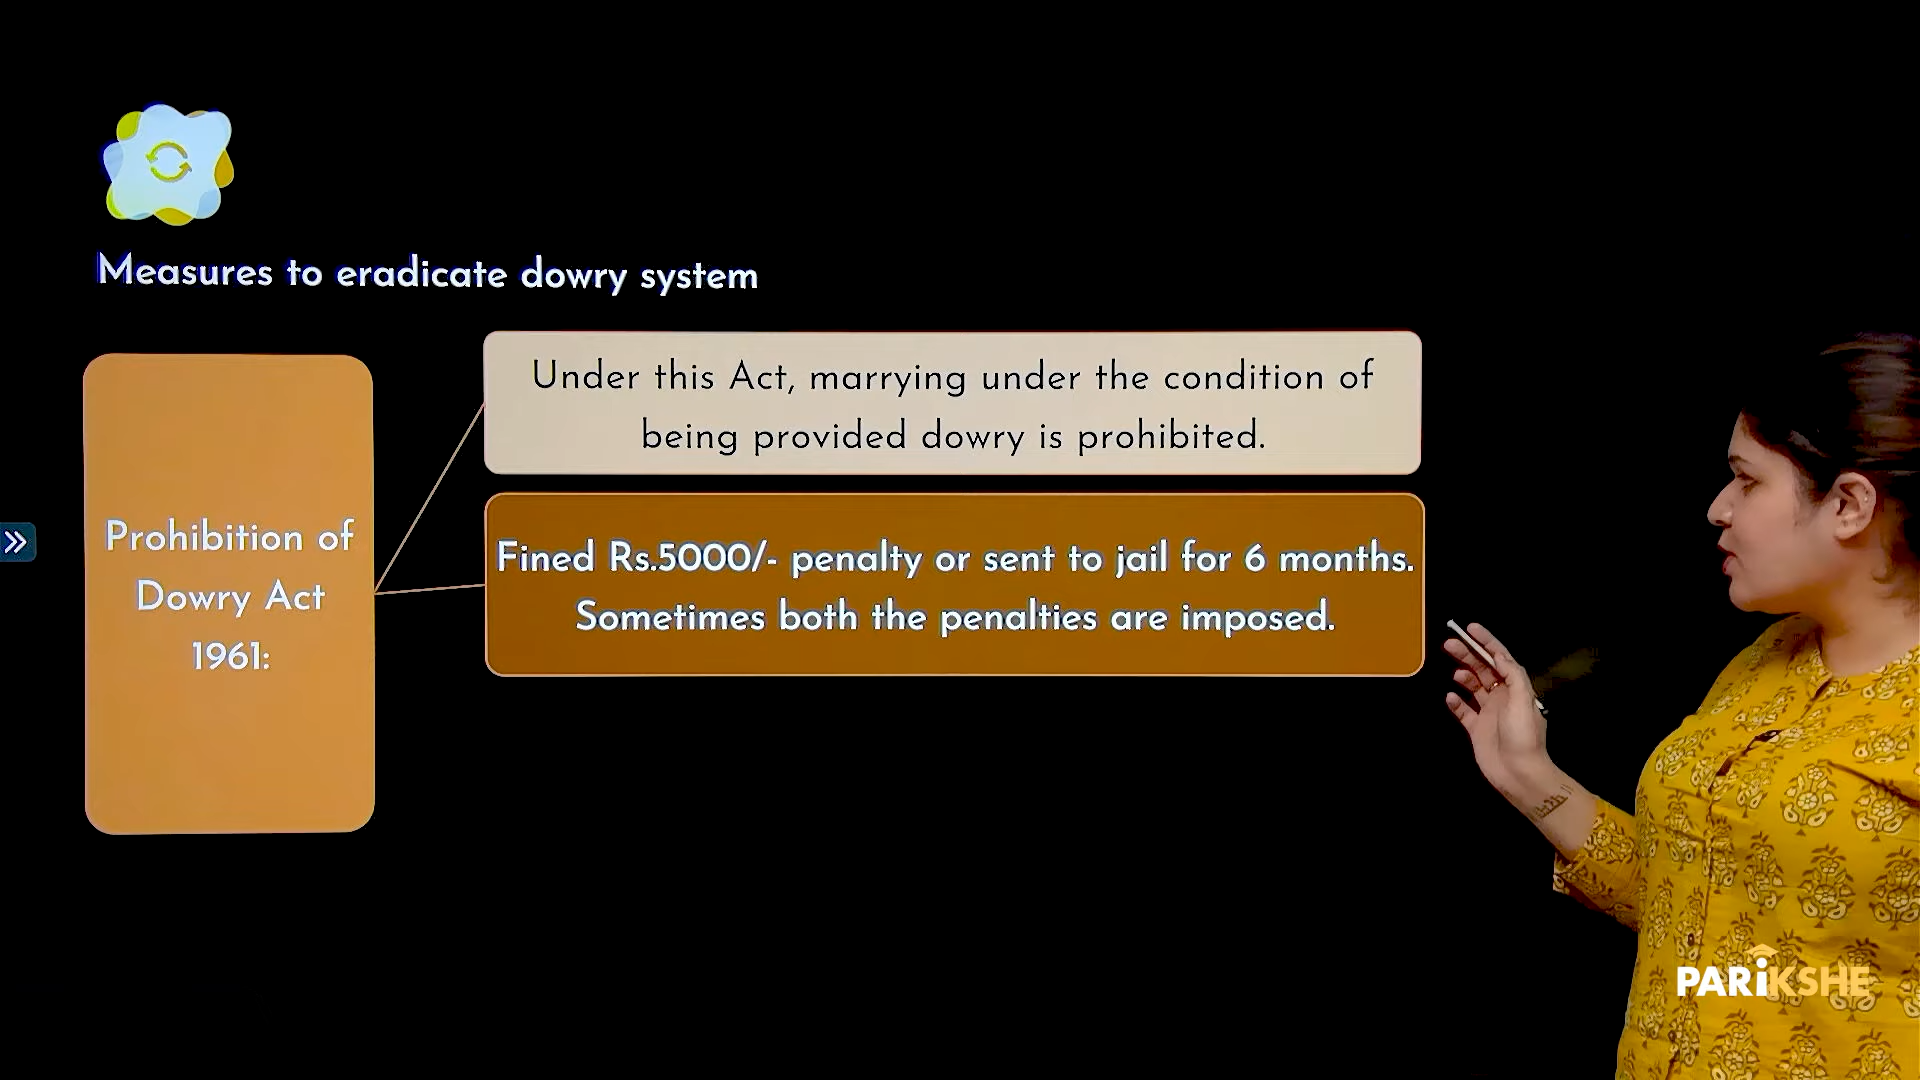 Measures to eradicate dowry system
Prohibition of
Dowry Act
1961:
Under this Act, marrying under the condition of
being provided dowry is prohibited.
Fined Rs.5000/- penalty or sent to jail for 6 months.
Sometimes both the penalties are imposed.
PARiKSHE